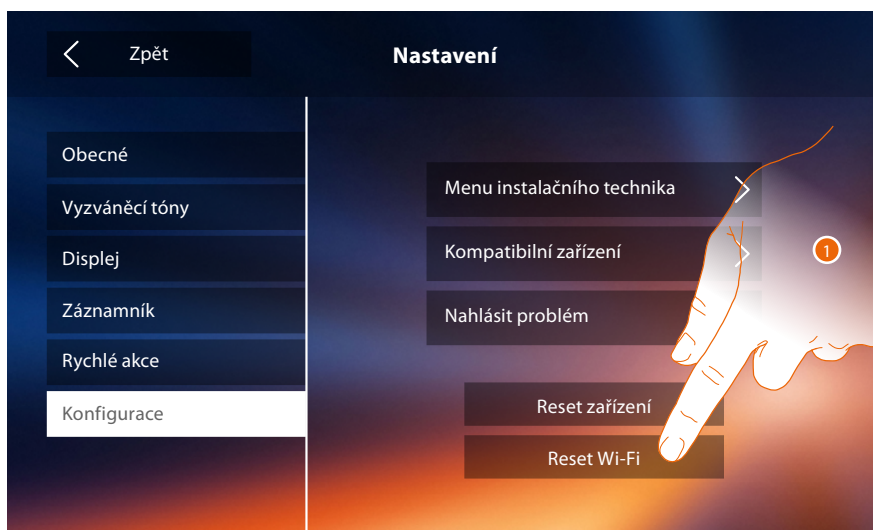 Zpět
Nastavení
Obecné
Vyzváněcí tóny
Displej
Záznamník
Rychlé akce
Konfigurace
Menu instalačního technika
Kompatibilní zařízení
Nahlásit problém
Reset zařízení
Reset Wi-Fi
1